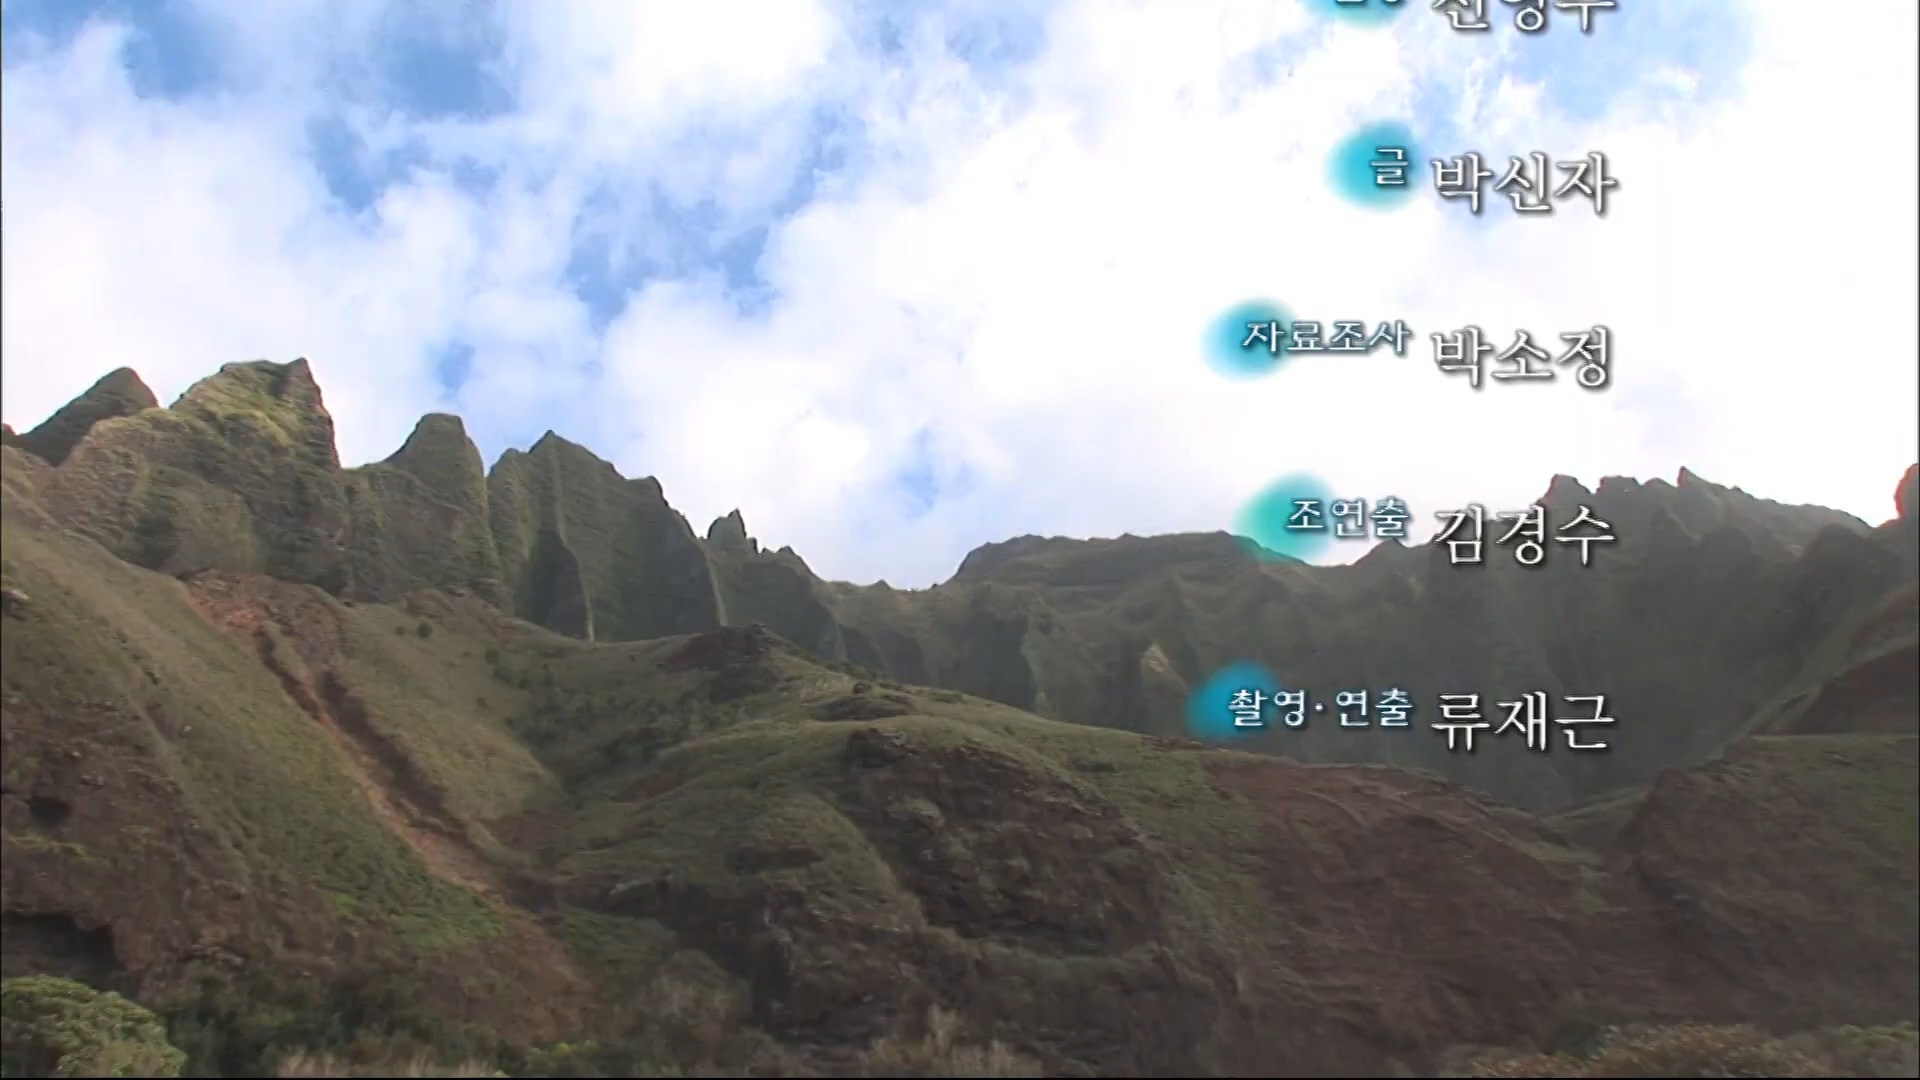 글 박신자
자료조사 박소정
조연출 김경수
촬영·연출 류재근